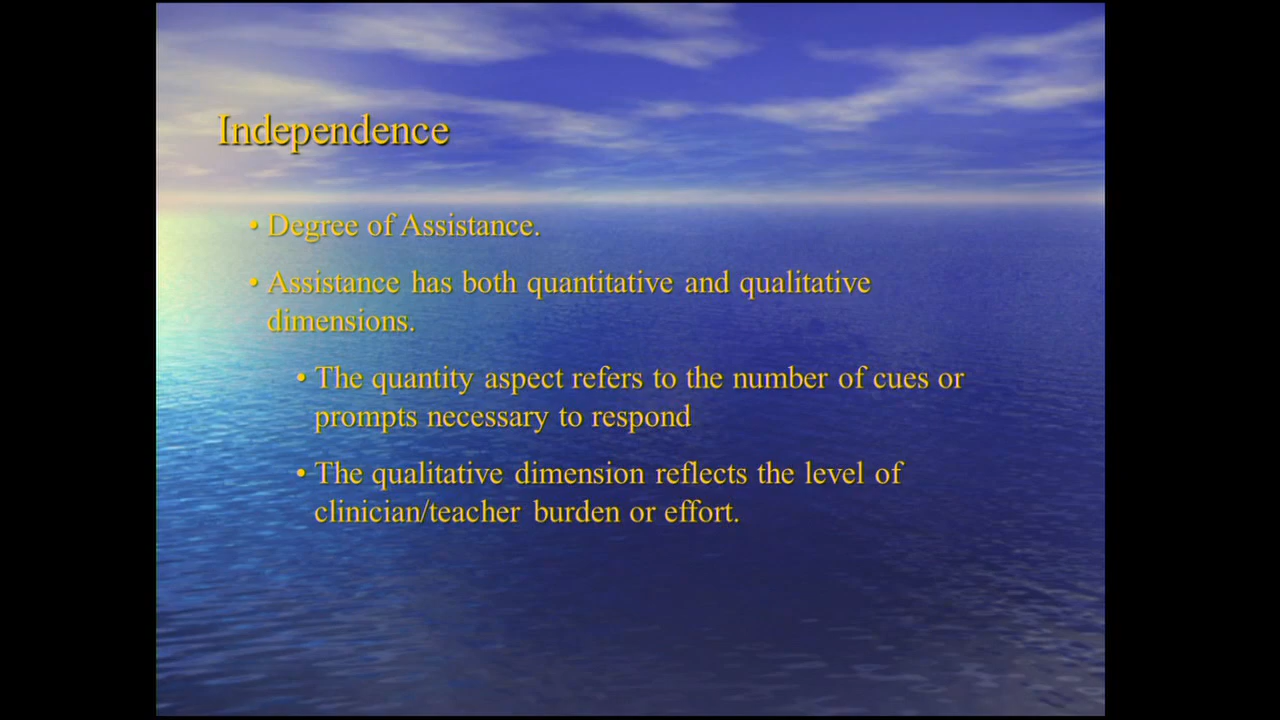 Independence
• Degree of Assistance.
• Assistance has both quantitative and qualitative
dimensions.
• The quantity aspect refers to the number of cues or
prompts necessary to respond
• The qualitative dimension reflects the level of
clinician/teacher burden or effort.